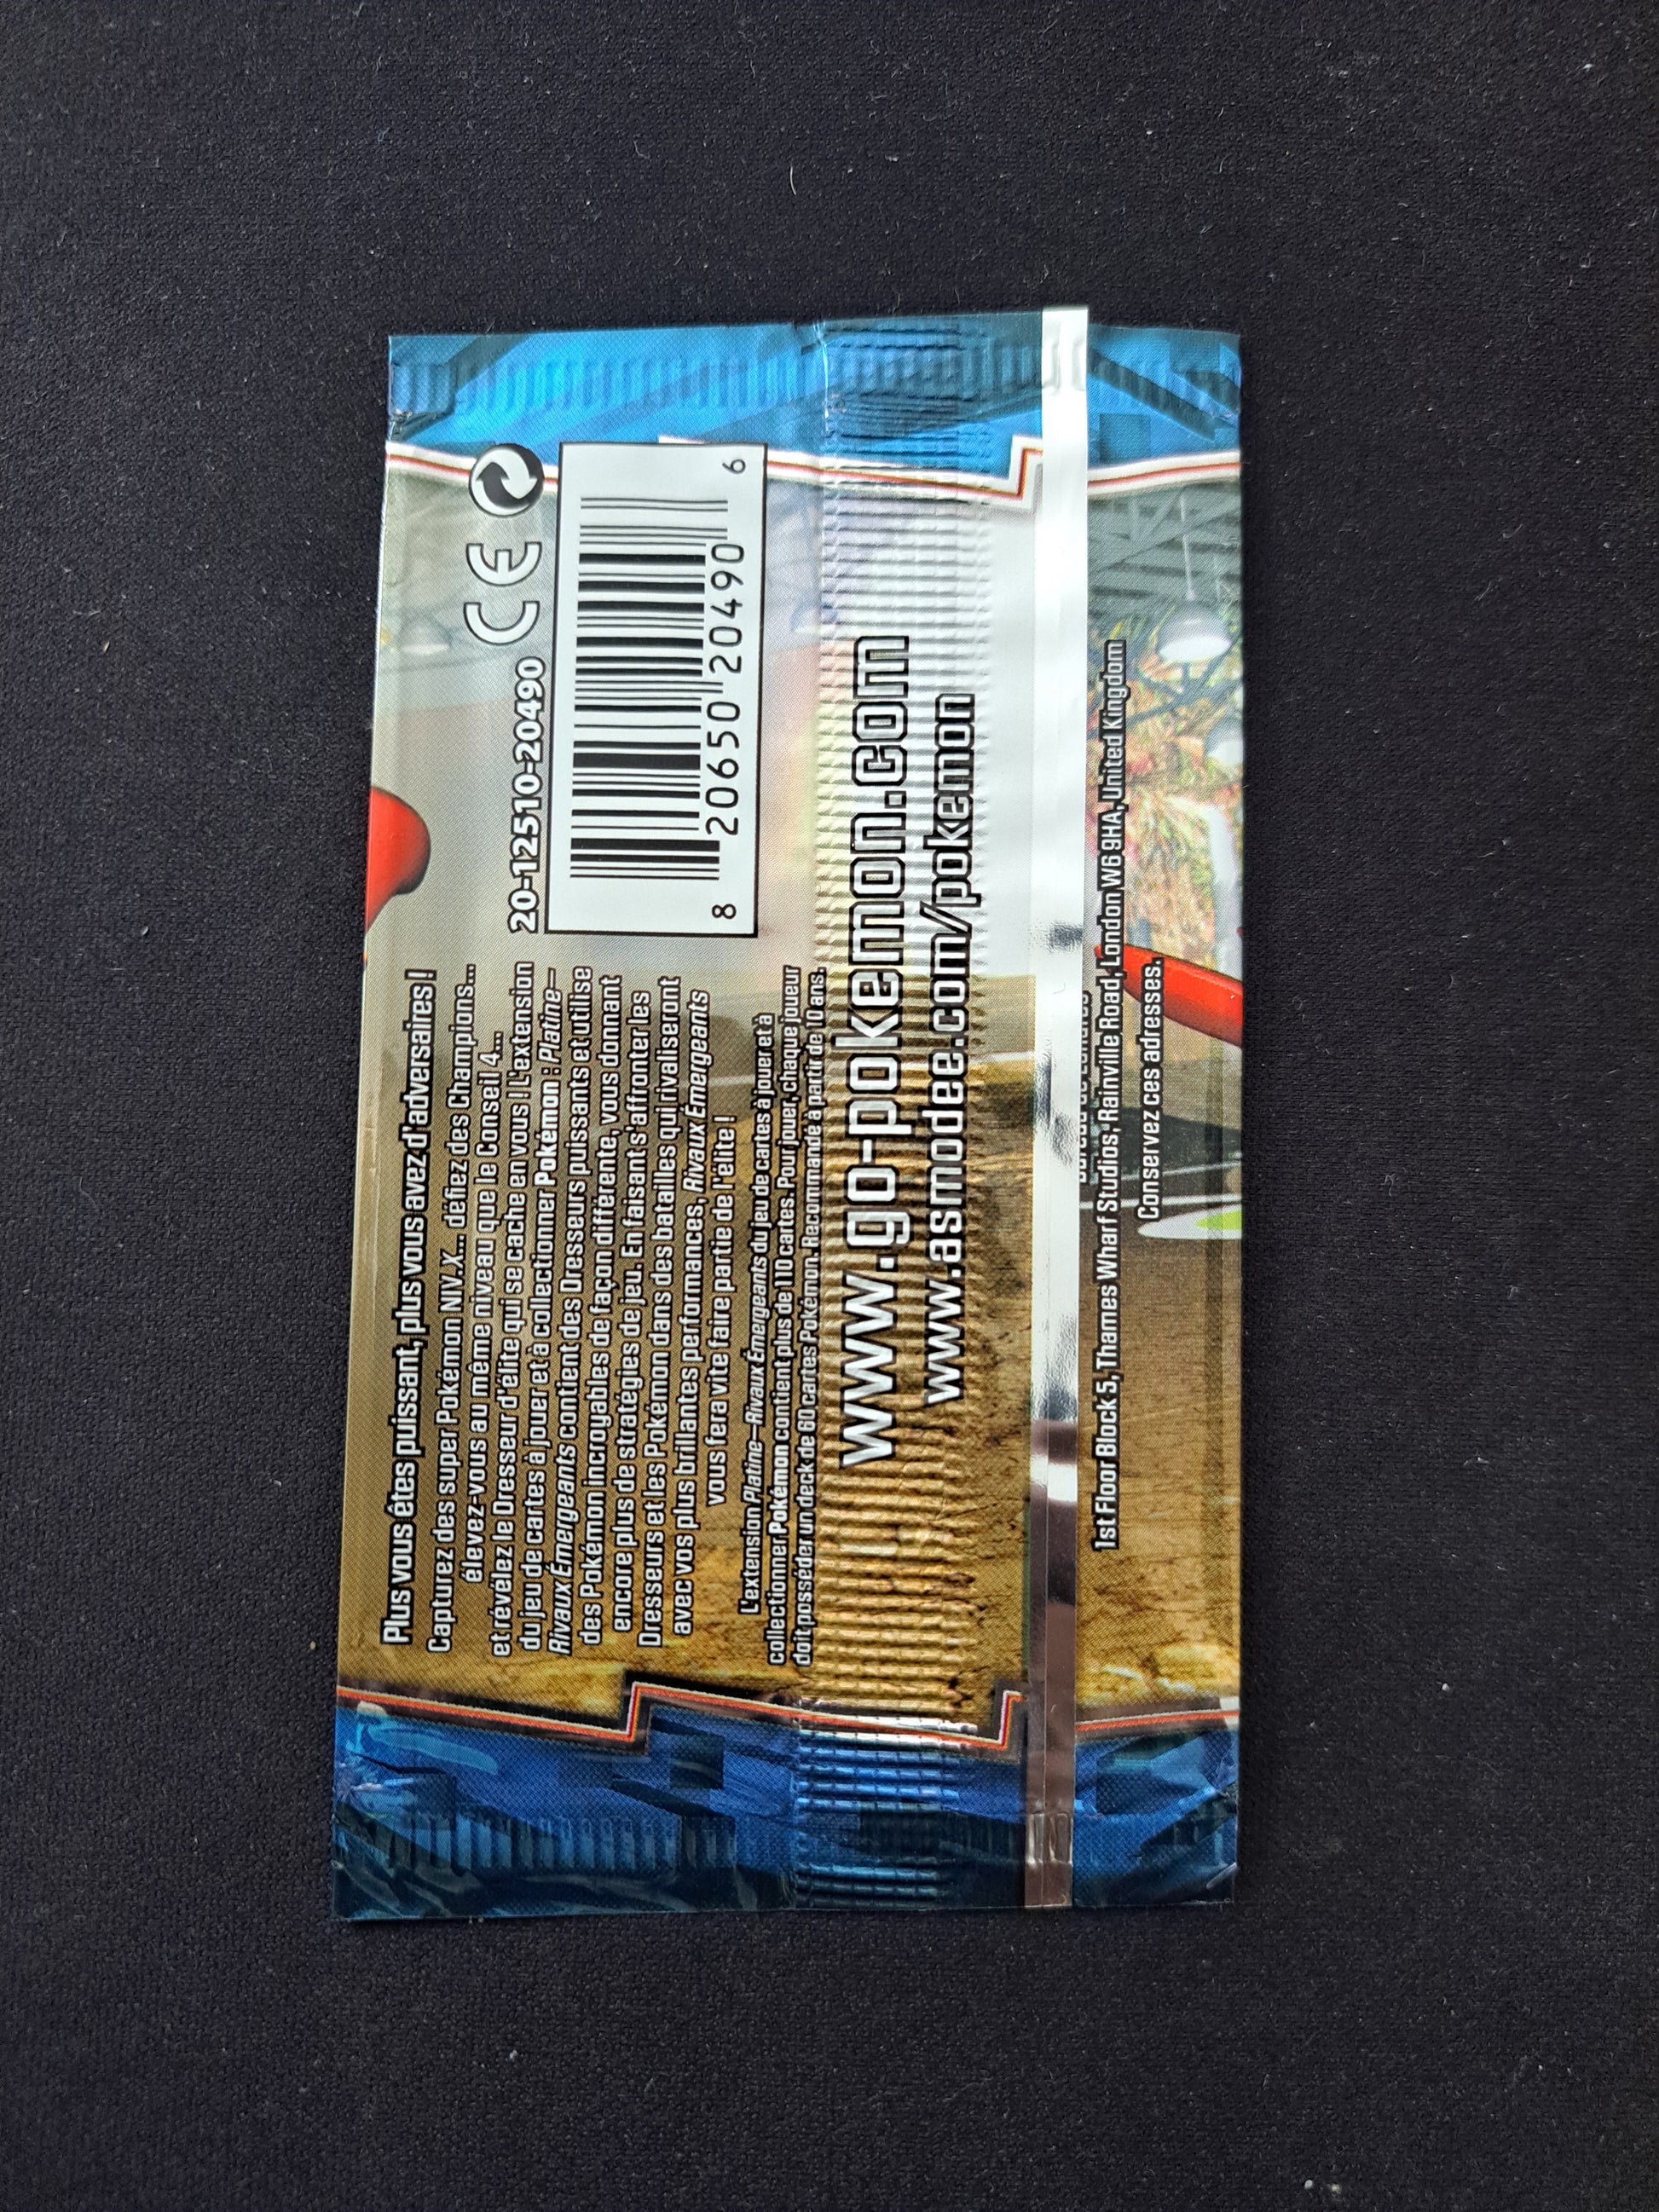 Plus vous êtes puissant, plus vous avez d'adversaires !
Capturez des super Pokémon NIV.X... défiez des Champions...
élevez-vous au même niveau que le Conseil 4...
et révélez le Dresseur d'élite qui se cache en vous ! L'extension
du jeu de cartes à jouer et à collectionner Pokémon : Platine—
Rivaux Émergeants contient des Dresseurs puissants et utilise
des Pokémon incroyables de façon différente, vous donnant
encore plus de stratégies de jeu. En faisant s'affronter les
Dresseurs et les Pokémon dans des batailles qui rivaliseront
avec vos plus brillantes performances, Rivaux Émergeants
vous fera vite faire partie de l'élite !
L'extension Platine—Rivaux Émergeants du jeu de cartes à jouer et à
collectionner Pokémon contient plus de 110 cartes. Pour jouer, chaque joueur
doit posséder un deck de 60 cartes Pokémon. Recommandé à partir de 10 ans.
20-12510-20490 CE
8 20650 20490 6
www.go-pokemon.com
www.asmodee.com/pokemon
1st Floor Block 5, Thames Wharf Studios, Rainville Road, London W6 9HA, United Kingdom
Conservez ces adresses.